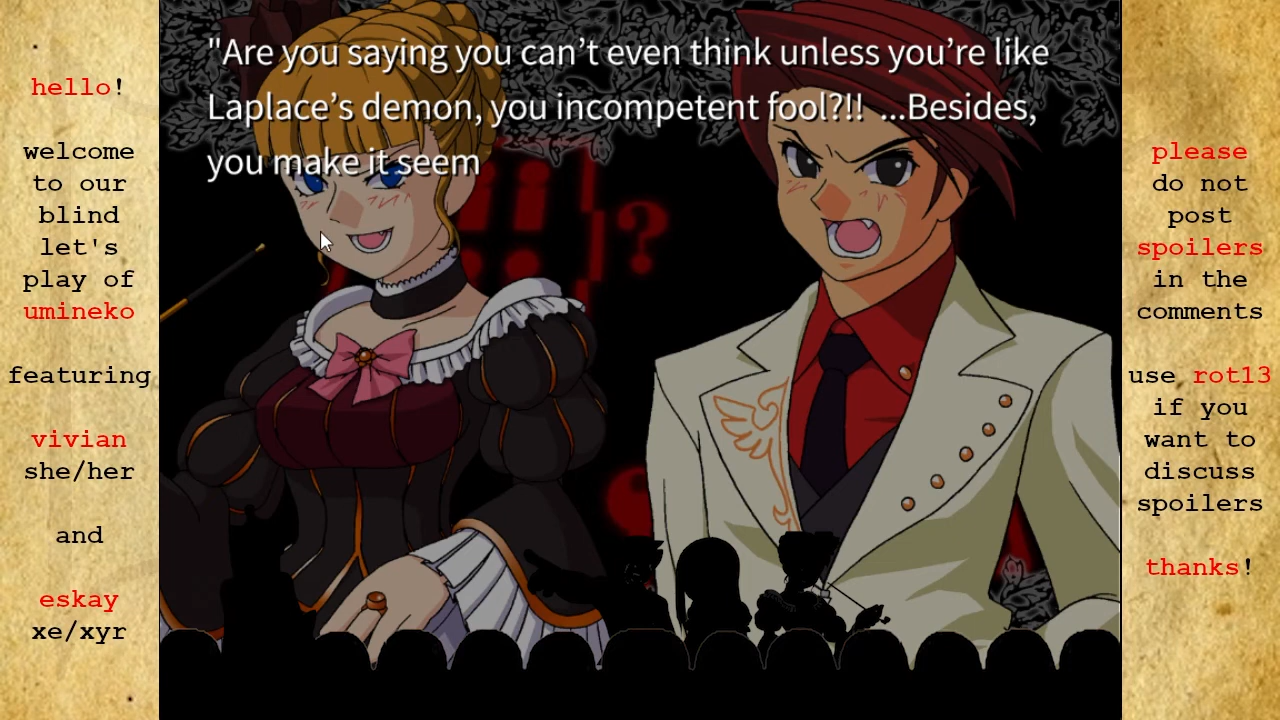 hello!
welcome
to our
blind
let's
play of
umineko
featuring
vivian
she/her
and
eskay
xe/xyr
"Are you saying you can’t even think unless you’re like
Laplace’s demon, you incompetent fool?!! ...Besides,
you make it seem
!!
?
please
do not
post
spoilers
in the
comments
use rot13
if you
want to
discuss
spoilers
thanks!